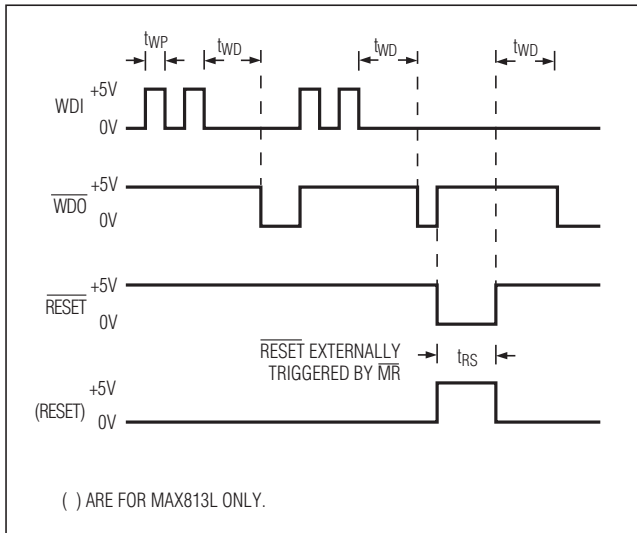 tWP tWD tWD tWD
+5V
WDI
0V
+5V
WDO
0V
+5V
RESET
0V
RESET EXTERNALLY
TRIGGERED BY MR
tRS
+5V
(RESET)
0V
( ) ARE FOR MAX813L ONLY.